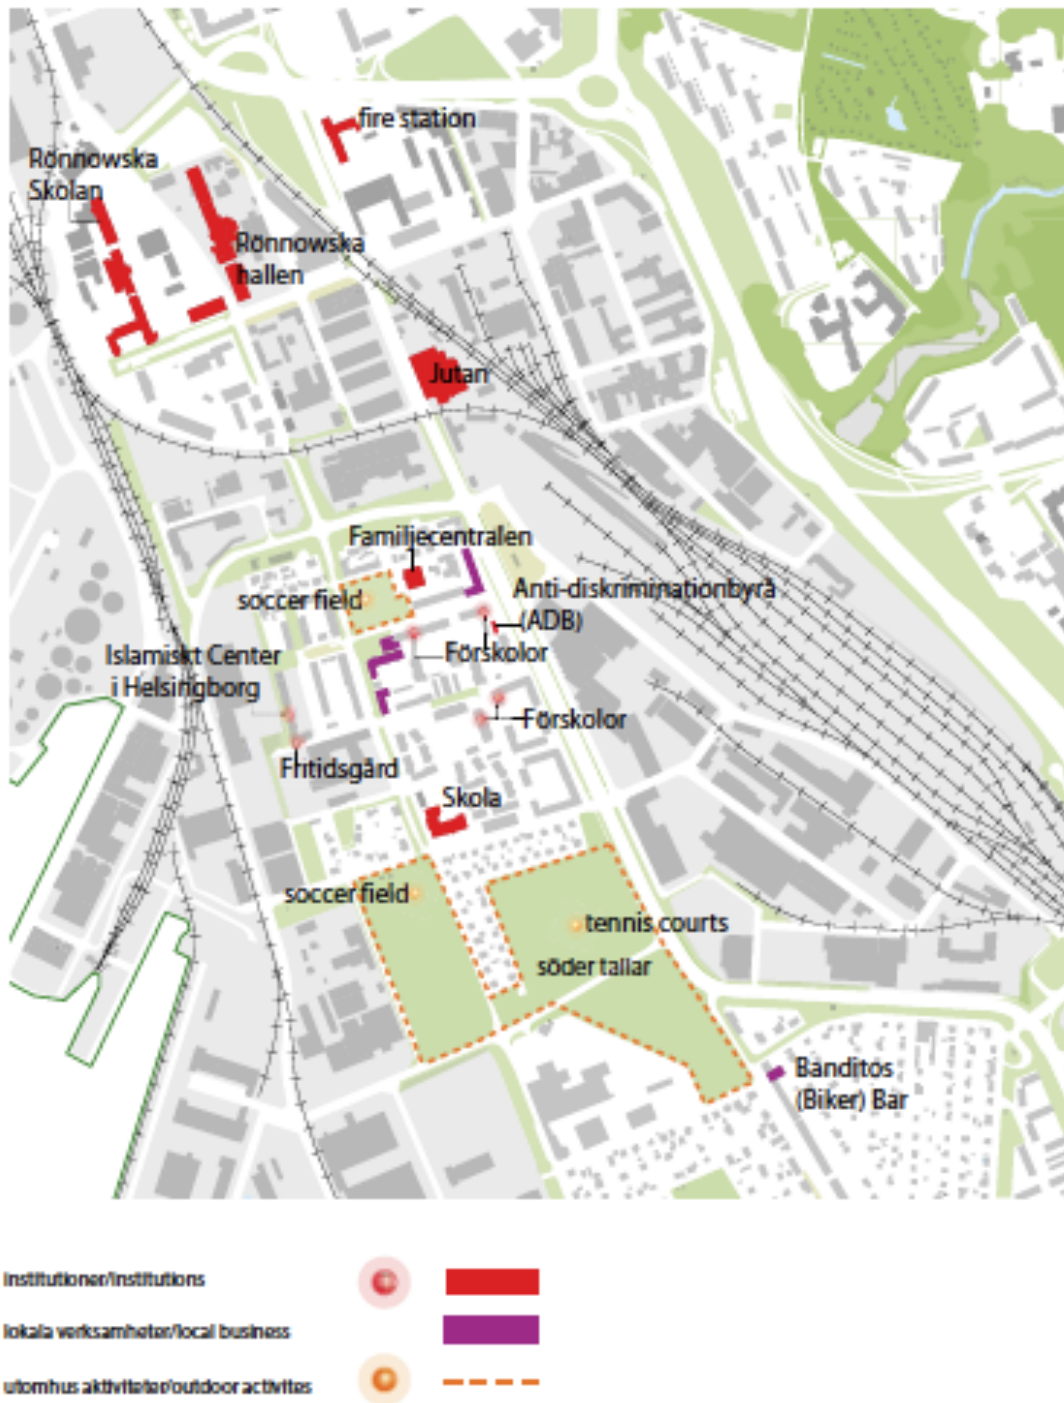 fire station
Rönnowska
Skolan
Rönnowska
hallen
Jutan
Familjecentralen
soccer field
Anti-diskriminationbyrå
(ADB)
Förskolor
Islamiskt Center
i Helsingborg
Förskolor
Fritidsgård
Skola
soccer field
tennis courts
söder tallar
Banditos
(Biker) Bar
institutioner/institutions
lokala verksamheter/local business
utomhus aktiviteter/outdoor activites